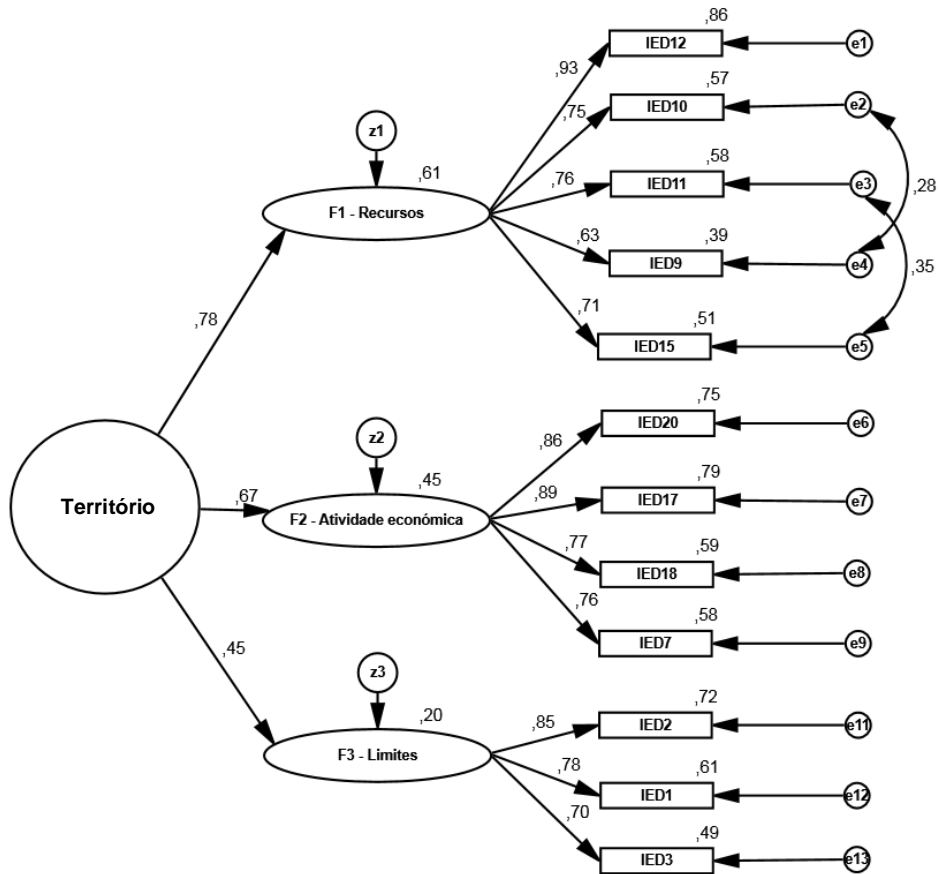 ,86
IED12
e1
,93
,57
IED10
e2
,75
z1
,58
IED11
e3
,76
,61
F1 - Recursos
,28
,39
IED9
e4
,63
,35
,51
IED15
e5
,71
,78
,75
IED20
e6
,86
z2
,79
IED17
e7
,89
,45
F2 - Atividade económica
,67
Território
,59
IED18
e8
,77
,58
IED7
e9
,76
,45
z3
,72
IED2
e11
,85
,20
F3 - Limites
,61
IED1
e12
,78
,49
IED3
e13
,70